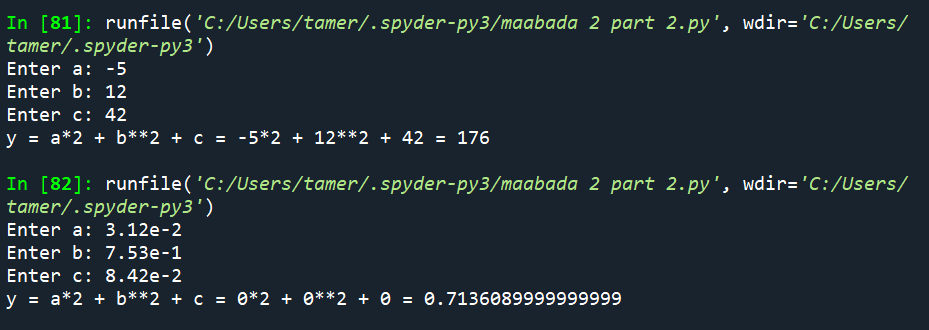 In [81]: runfile('C:/Users/tamer/.spyder-py3/maabada 2 part 2.py', wdir='C:/Users/
tamer/.spyder-py3')
Enter a: -5
Enter b: 12
Enter c: 42
y = a*2 + b**2 + c = -5*2 + 12**2 + 42 = 176
In [82]: runfile('C:/Users/tamer/.spyder-py3/maabada 2 part 2.py', wdir='C:/Users/
tamer/.spyder-py3')
Enter a: 3.12e-2
Enter b: 7.53e-1
Enter c: 8.42e-2
y = a*2 + b**2 + c = 0*2 + 0**2 + 0 = 0.7136089999999999